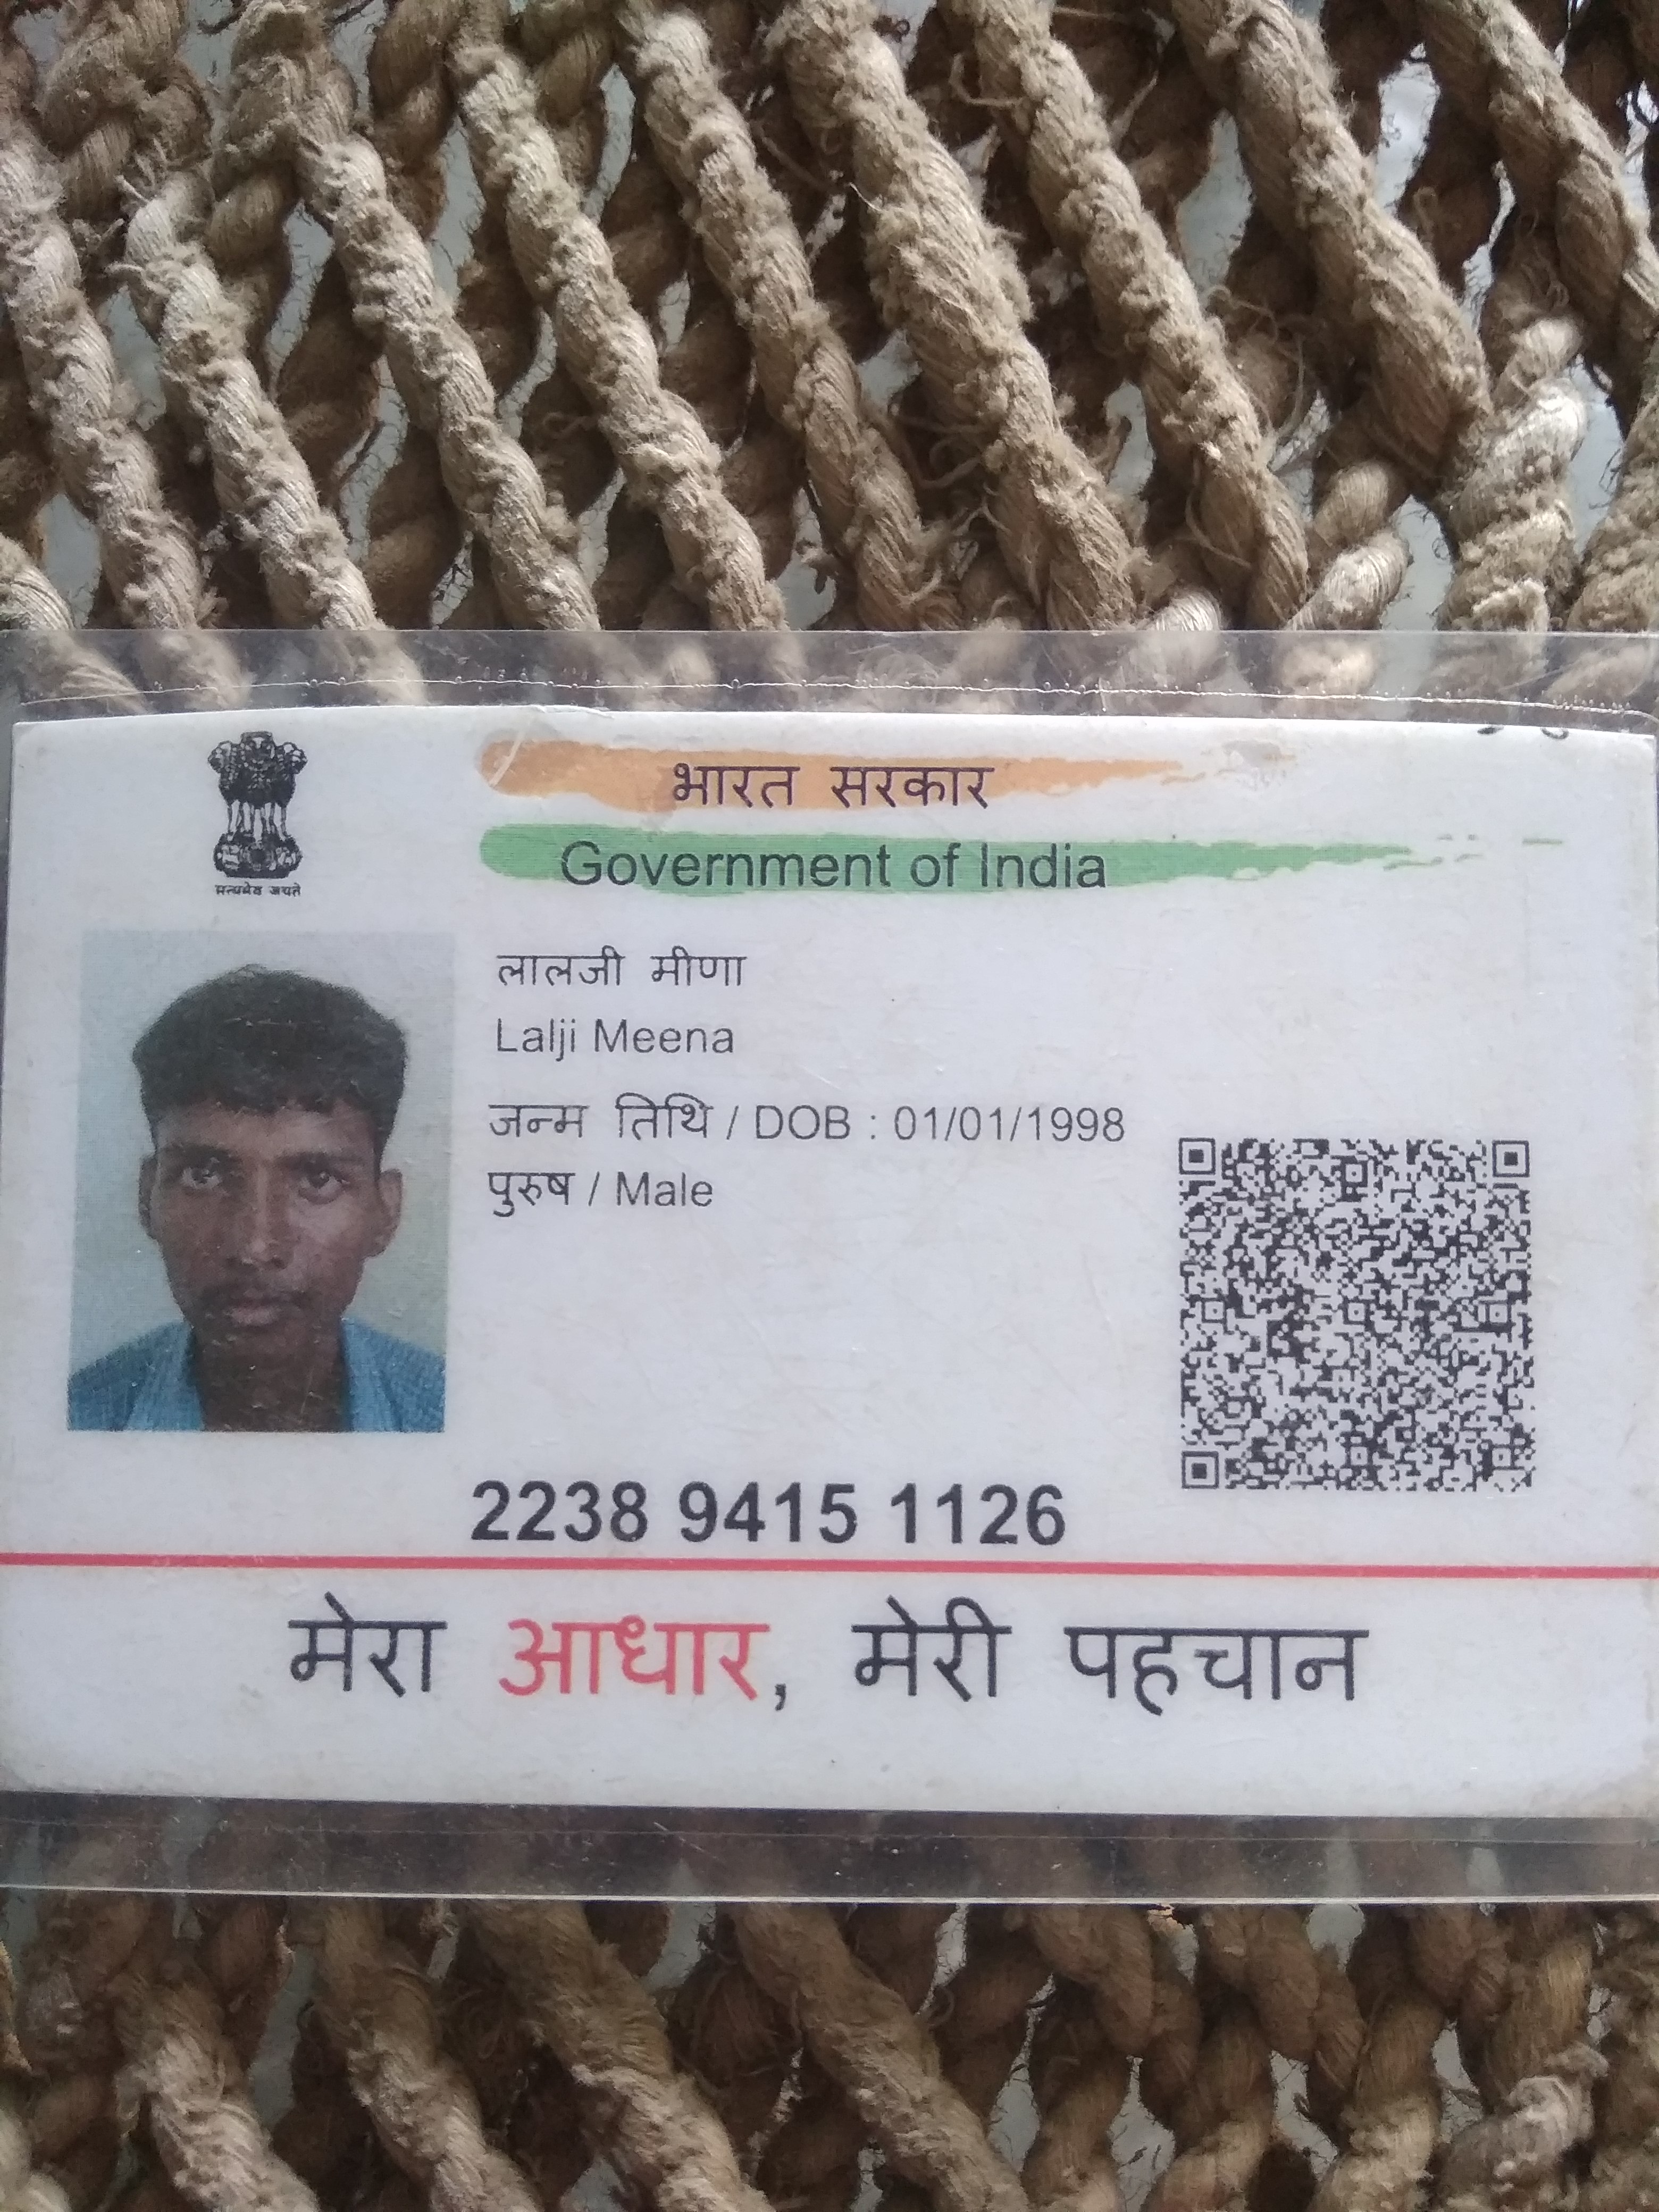 भारत सरकार
Government of India
सत्यमेव जयते
लालजी मीणा
Lalji Meena
जन्म तिथि / DOB : 01/01/1998
पुरुष / Male
2238 9415 1126
मेरा आधार, मेरी पहचान